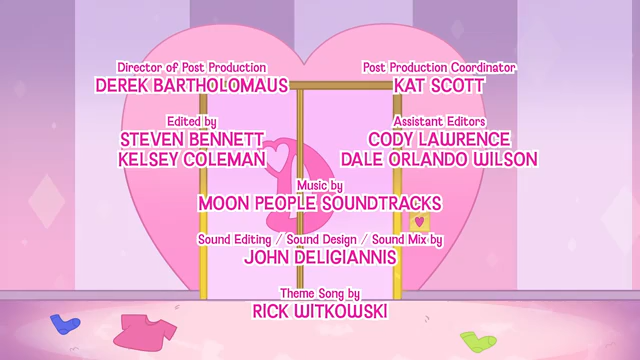 Director of Post Production
DEREK BARTHOLOMAUS
Post Production Coordinator
KAT SCOTT
Edited by
STEVEN BENNETT
KELSEY COLEMAN
Assistant Editors
CODY LAWRENCE
DALE ORLANDO WILSON
Music by
MOON PEOPLE SOUNDTRACKS
Sound Editing / Sound Design / Sound Mix by
JOHN DELIGIANNIS
Theme Song by
RICK WITKOWSKI